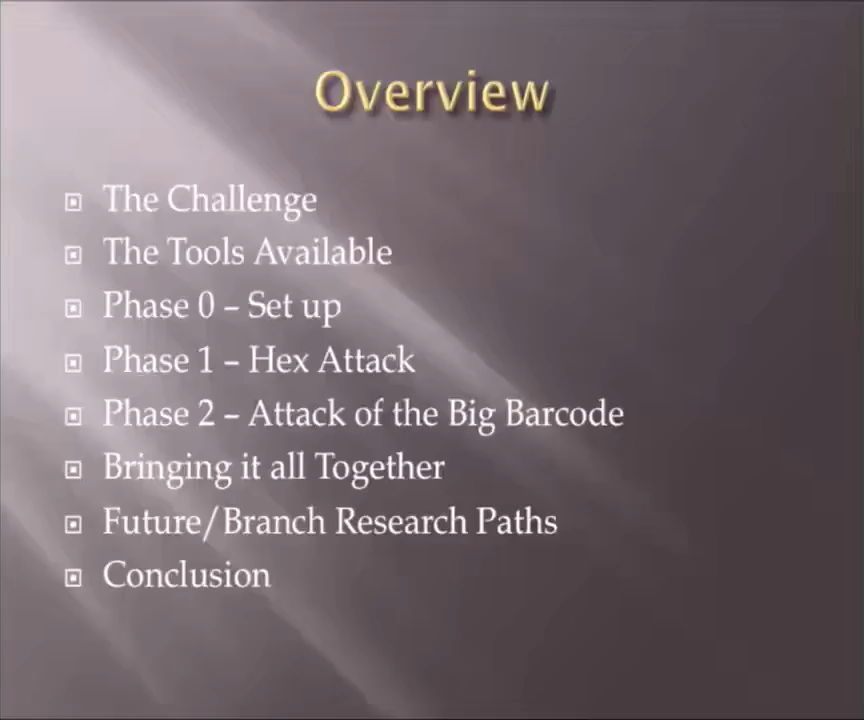 Overview
The Challenge
The Tools Available
Phase 0 – Set up
Phase 1 – Hex Attack
Phase 2 – Attack of the Big Barcode
Bringing it all Together
Future/Branch Research Paths
Conclusion